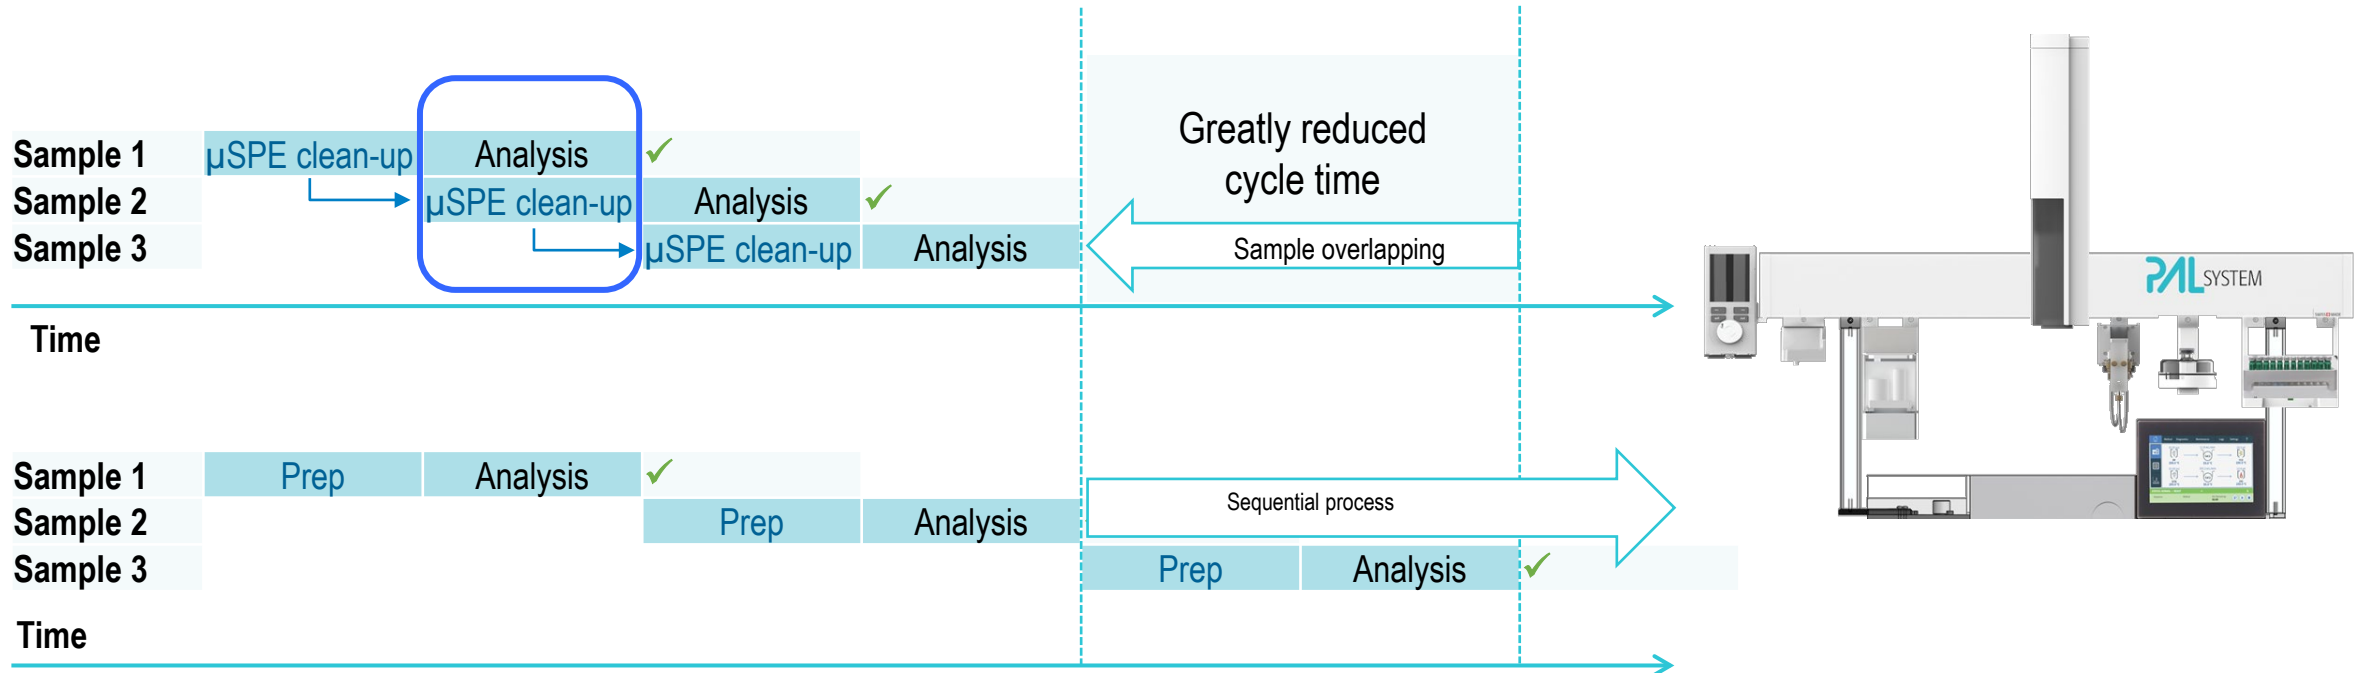 Greatly reduced
cycle time
Sample 1 µSPE clean-up Analysis ✓
Sample 2 µSPE clean-up Analysis ✓
Sample 3 µSPE clean-up Analysis
Sample overlapping
Time
PAL SYSTEM
Sample 1 Prep Analysis ✓
Sample 2 Prep Analysis
Sequential process
Sample 3 Prep Analysis ✓
Time